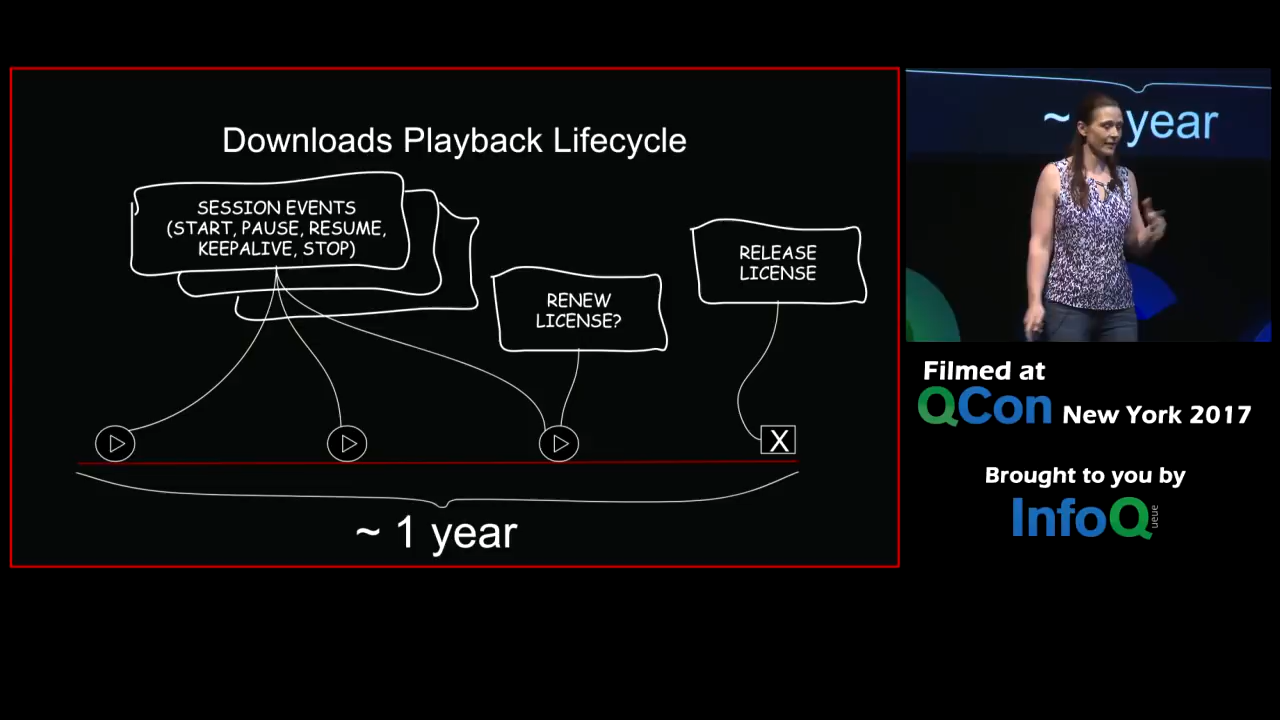 Downloads Playback Lifecycle
SESSION EVENTS
(START, PAUSE, RESUME,
KEEPALIVE, STOP)
RENEW
LICENSE?
RELEASE
LICENSE
X
~ 1 year
~ year
Filmed at
QCon New York 2017
Brought to you by
InfoQ
ueue